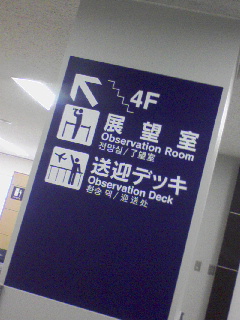 4F
展望室
Observation Room
전망실/了望室
送迎デッキ
Observation Deck
환송 덱/迎送处